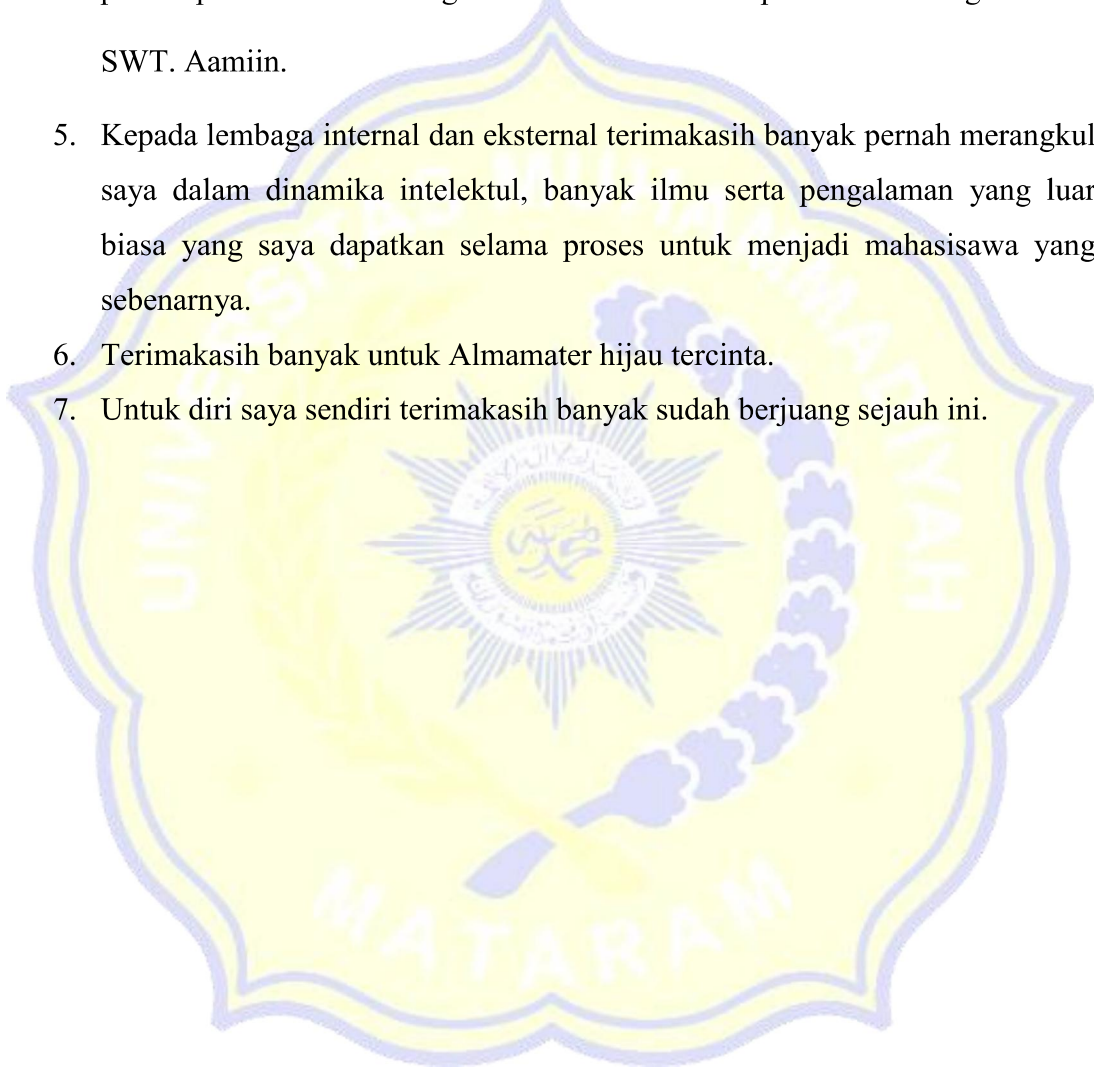 SWT. Aamiin.
5. Kepada lembaga internal dan eksternal terimakasih banyak pernah merangkul
saya dalam dinamika intelektul, banyak ilmu serta pengalaman yang luar
biasa yang saya dapatkan selama proses untuk menjadi mahasisawa yang
sebenarnya.
6. Terimakasih banyak untuk Almamater hijau tercinta.
7. Untuk diri saya sendiri terimakasih banyak sudah berjuang sejauh ini.
UNIVERSITAS MUHAMMADIYAH
MATARAM